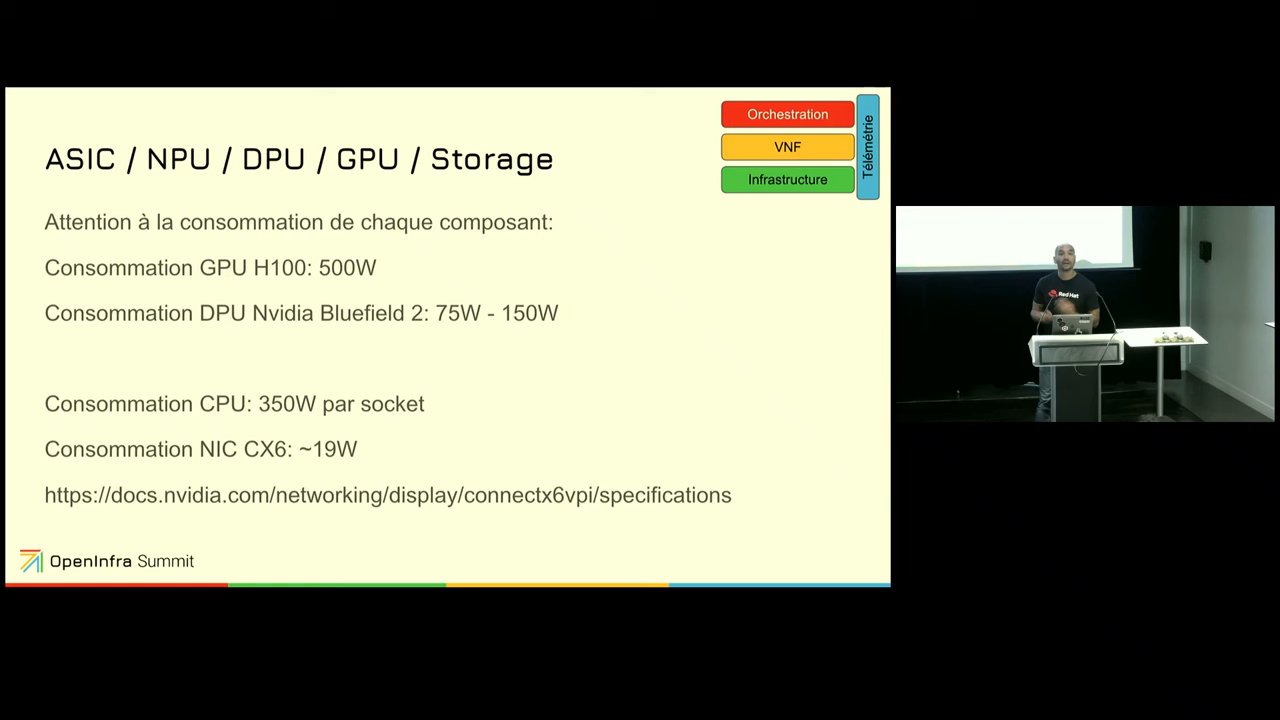 Orchestration
VNF
Infrastructure
Télémétrie
ASIC / NPU / DPU / GPU / Storage
Attention à la consommation de chaque composant:
Consommation GPU H100: 500W
Consommation DPU Nvidia Bluefield 2: 75W - 150W
Consommation CPU: 350W par socket
Consommation NIC CX6: ~19W
https://docs.nvidia.com/networking/display/connectx6vpi/specifications
OpenInfra Summit
Red Hat